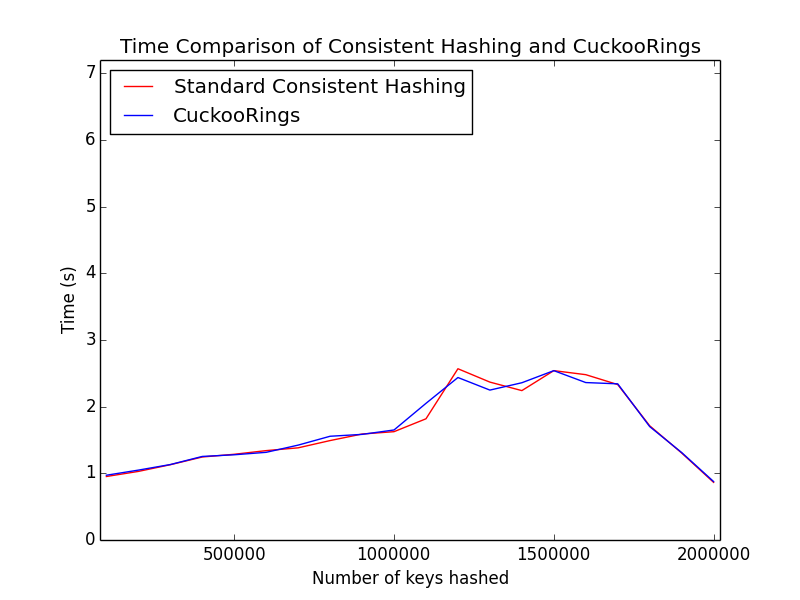 Time Comparison of Consistent Hashing and CuckooRings
7
Standard Consistent Hashing
CuckooRings
6
5
4
3
2
1
0
Time (s)
500000 1000000 1500000 2000000
Number of keys hashed